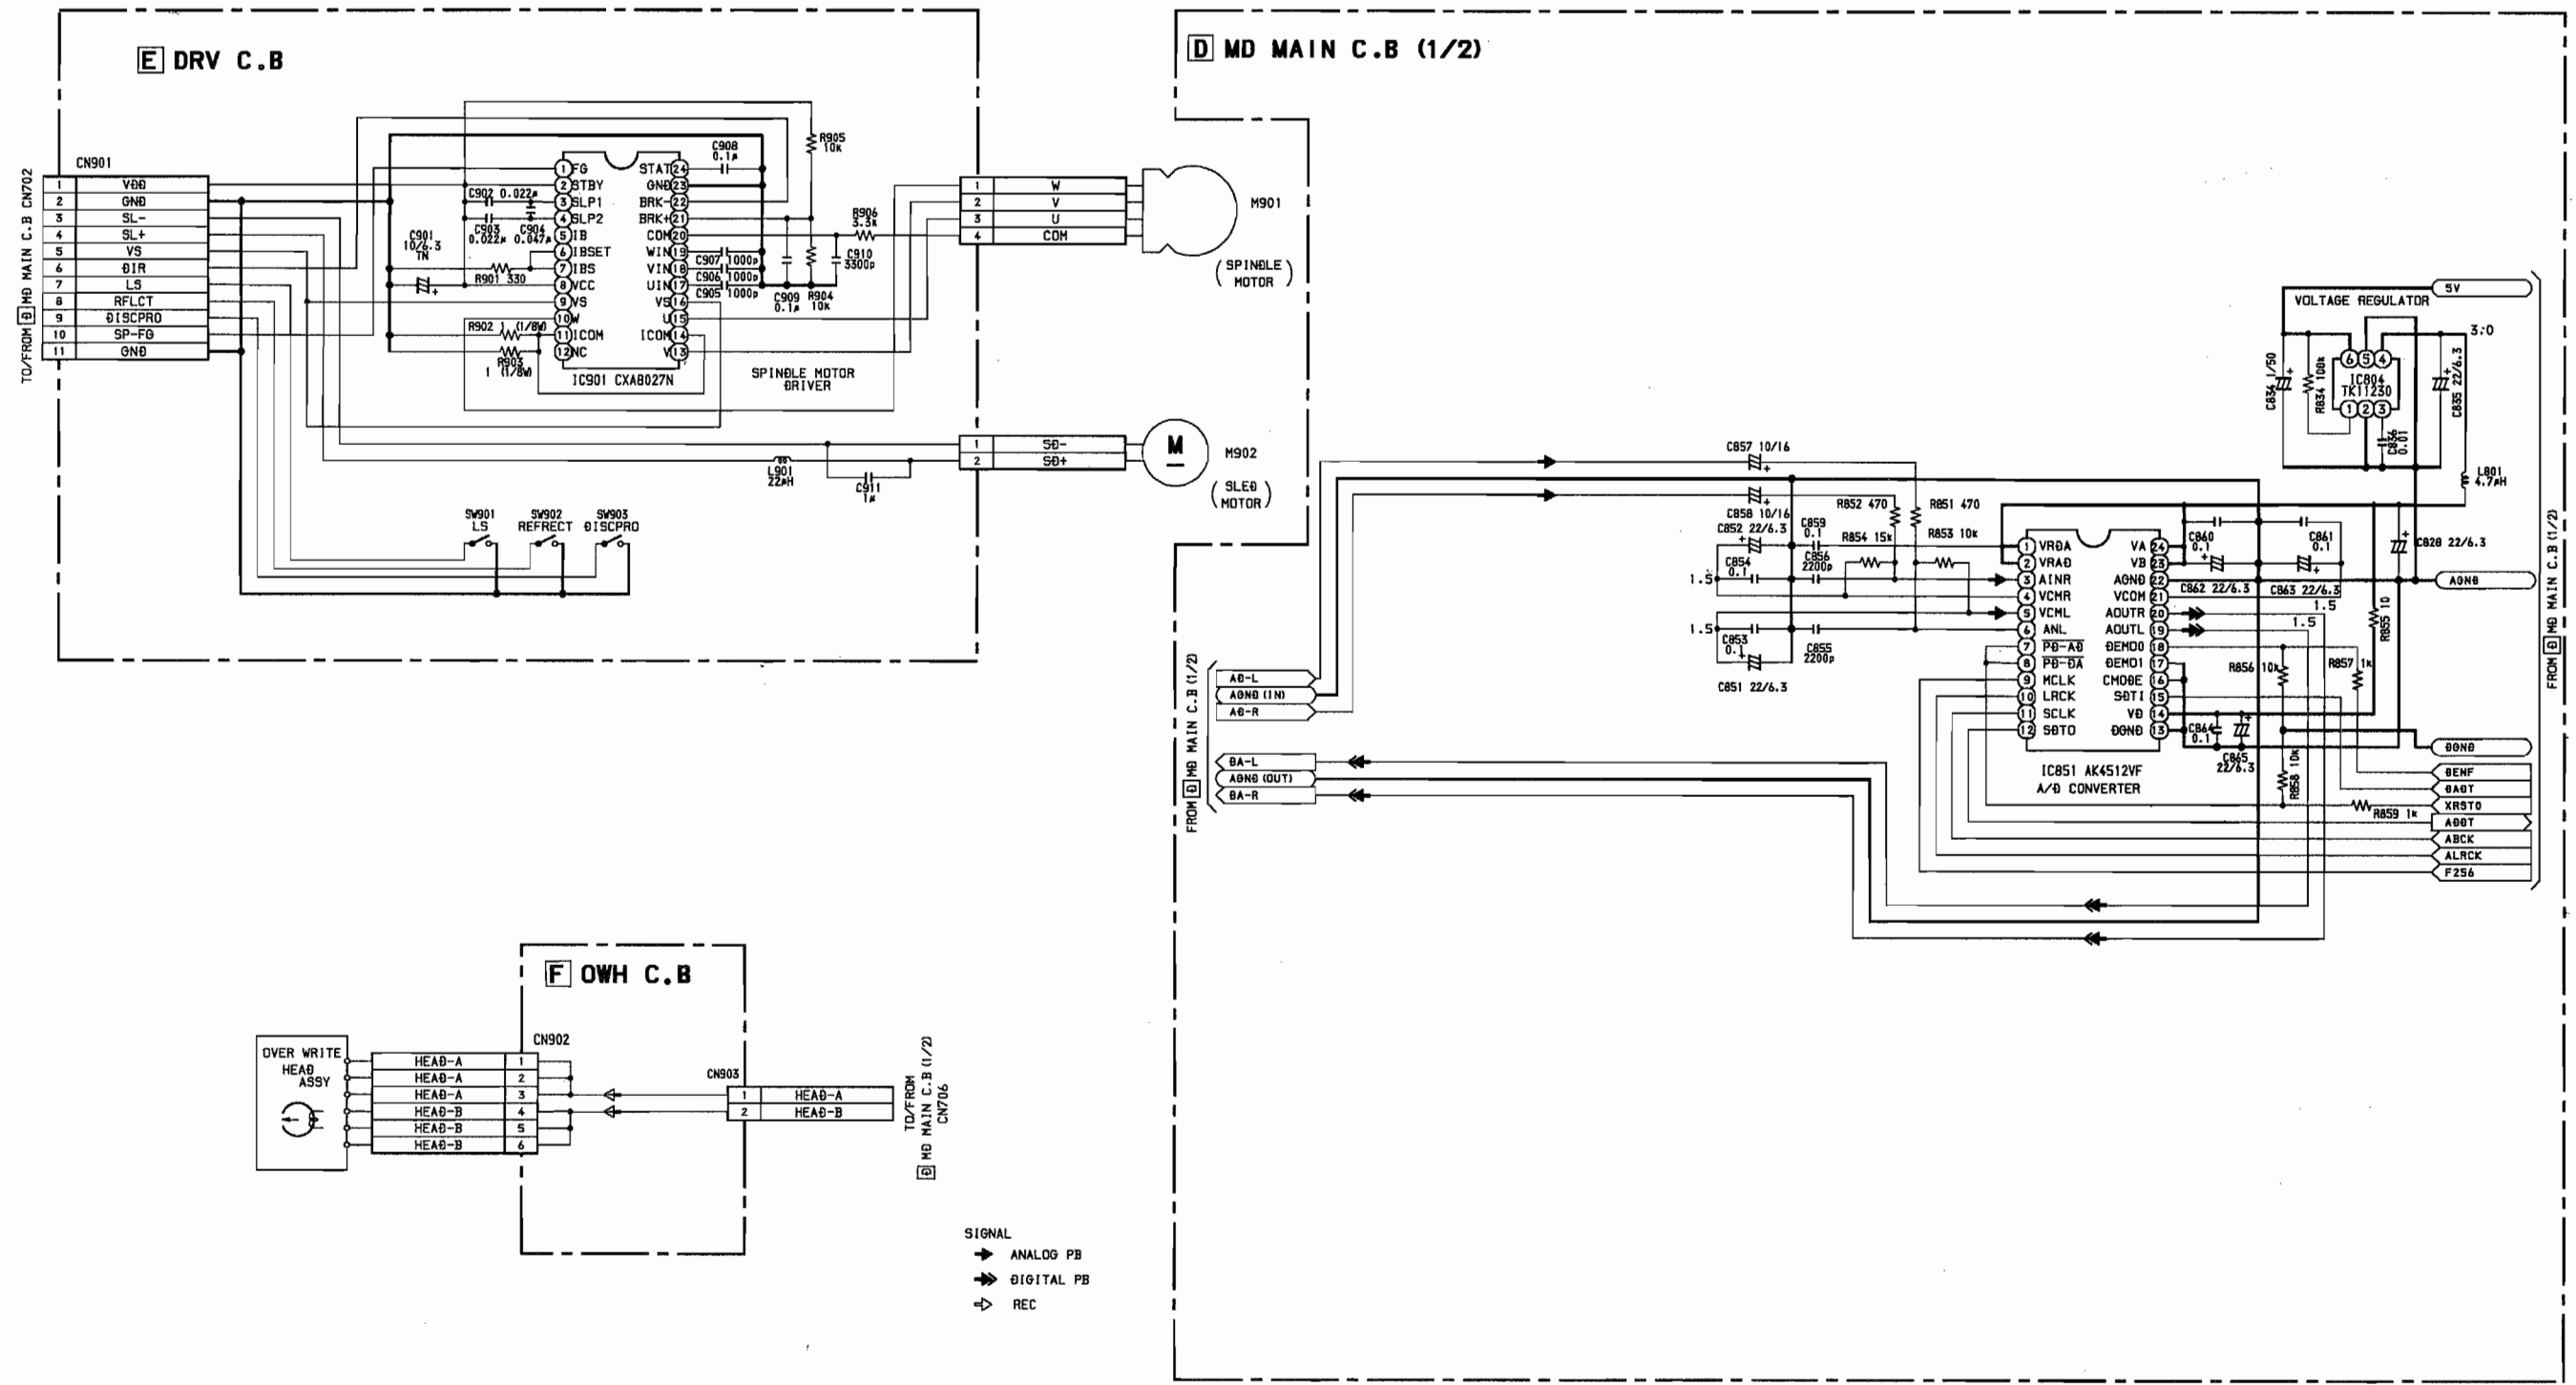 E DRV C.B
TO/FROM D MD MAIN C.B CN702
CN901
1 VDD
2 GND
3 SL-
4 SL+
5 VS
6 DIR
7 LS
8 RFLCT
9 DISCPRO
10 SP-FG
11 GND
C901
10/6.3
TN
C902 0.022μ
C903
0.022μ
C904
0.047μ
R901 330
R902 1 (1/8W)
R903
1 (1/8W)
1 FG
2 STBY
3 SLP1
4 SLP2
5 IB
6 IBSET
7 IBS
8 VCC
9 VS
10 W
11 ICOM
12 NC
STAT 24
GND 23
BRK- 22
BRK+ 21
COM 20
WIN 19
VIN 18
UIN 17
VS 16
U 15
ICOM 14
V 13
IC901 CXA8027N
SPINDLE MOTOR
DRIVER
C908
0.1μ
R905
10k
R906
3.3k
C907 1000p
C906 1000p
C905 1000p
C909
0.1μ
R904
10k
C910
3300p
1 W
2 V
3 U
4 COM
M901
(SPINDLE MOTOR)
1 SD-
2 SD+
M
M902
(SLED MOTOR)
L901
22μH
C911
1μ
SW901
LS
SW902
REFRECT
SW903
DISCPRO
F OWH C.B
OVER WRITE
HEAD
ASSY
CN902
HEAD-A 1
HEAD-A 2
HEAD-A 3
HEAD-B 4
HEAD-B 5
HEAD-B 6
CN903
1 HEAD-A
2 HEAD-B
TO/FROM
D MD MAIN C.B (1/2)
CN706
SIGNAL
ANALOG PB
DIGITAL PB
REC
D MD MAIN C.B (1/2)
FROM D MD MAIN C.B (1/2)
AD-L
AGND (IN)
AD-R
DA-L
AGND (OUT)
DA-R
C857 10/16
C858 10/16
C852 22/6.3
C859
0.1
C854
0.1
C856
2200p
1.5
1.5
C853
0.1
C855
2200p
C851 22/6.3
R852 470
R851 470
R854 15k
R853 10k
1 VRDA
2 VRAD
3 AINR
4 VCMR
5 VCML
6 ANL
7 PD-AD
8 PD-DA
9 MCLK
10 LRCK
11 SCLK
12 SDTO
VA 24
VB 23
AGND 22
VCOM 21
AOUTR 20
AOUTL 19
DEM0 18
DEM1 17
CMODE 16
SDTI 15
VD 14
DGND 13
IC851 AK4512VF
A/D CONVERTER
C860
0.1
C861
0.1
C862 22/6.3
C863 22/6.3
1.5
1.5
R856 10k
R857 1k
R855 10
C864
0.1
C865
22/6.3
R858 10k
R859 1k
C828 22/6.3
VOLTAGE REGULATOR
3.0
C834 1/50
R834 100k
6 5 4
IC804
TK11230
1 2 3
C836
0.01
C835 22/6.3
L801
4.7μH
5V
AGND
DGND
DENF
DADT
XRST0
ADDT
ABCK
ALRCK
F256
FROM D MD MAIN C.B (1/2)